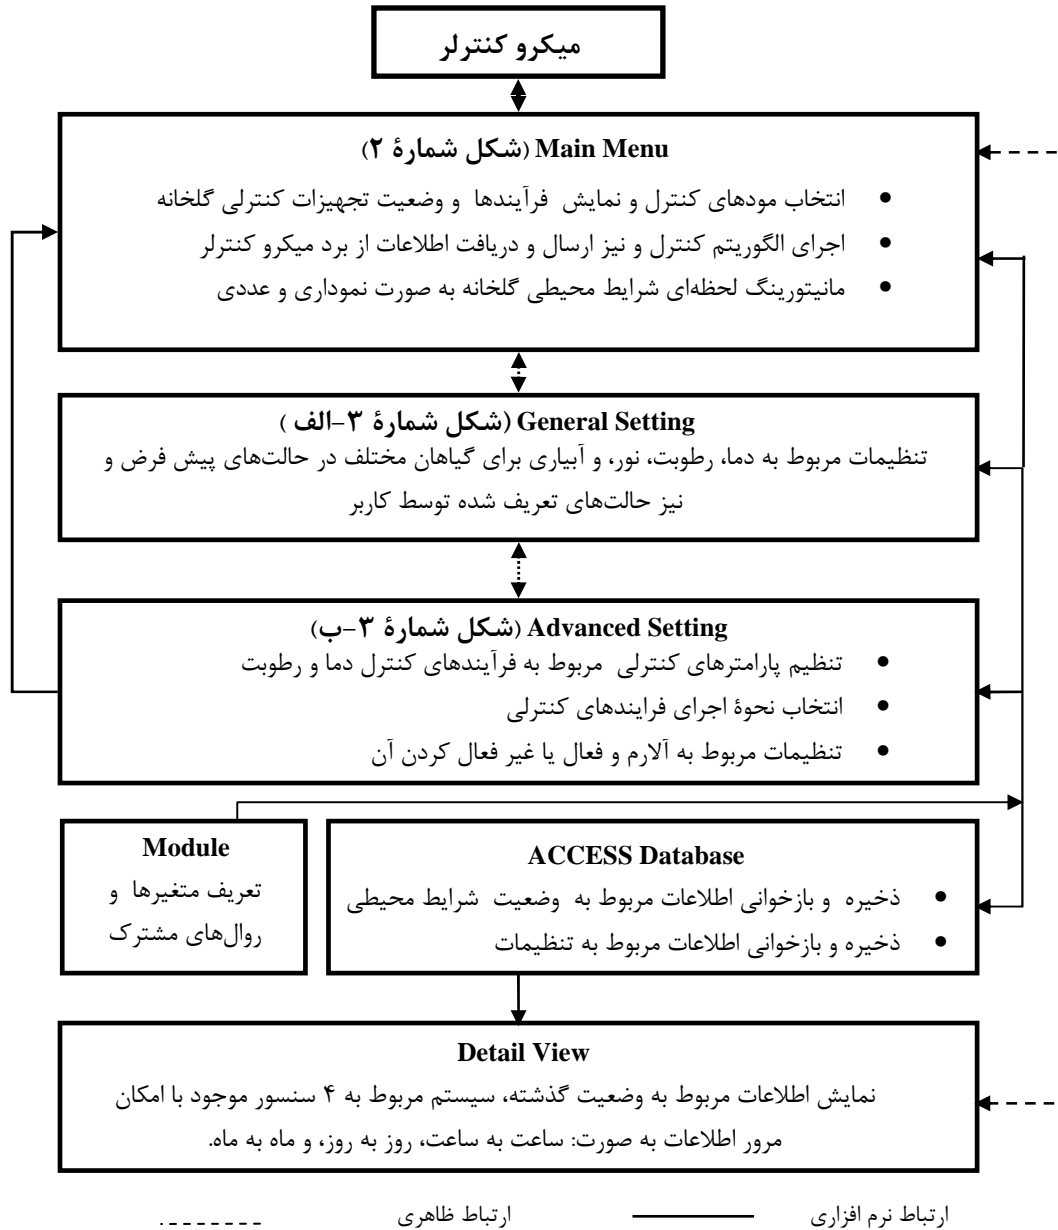 میکرو کنترلر
Main Menu (شکل شمارۀ ۲)
• انتخاب مودهای کنترل و نمایش فرآیندها و وضعیت تجهیزات کنترلی گلخانه
• اجرای الگوریتم کنترل و نیز ارسال و دریافت اطلاعات از برد میکرو کنترلر
• مانیتورینگ لحظه‌ای شرایط محیطی گلخانه به صورت نموداری و عددی
General Setting (شکل شمارۀ ۳-الف )
تنظیمات مربوط به دما، رطوبت، نور، و آبیاری برای گیاهان مختلف در حالت‌های پیش فرض و
نیز حالت‌های تعریف شده توسط کاربر
Advanced Setting (شکل شمارۀ ۳-ب)
• تنظیم پارامترهای کنترلی مربوط به فرآیندهای کنترل دما و رطوبت
• انتخاب نحوۀ اجرای فرایندهای کنترلی
• تنظیمات مربوط به آلارم و فعال یا غیر فعال کردن آن
ACCESS Database
• ذخیره و بازخوانی اطلاعات مربوط به وضعیت شرایط محیطی
• ذخیره و بازخوانی اطلاعات مربوط به تنظیمات
Module
تعریف متغیرها و
روال‌های مشترک
Detail View
نمایش اطلاعات مربوط به وضعیت گذشته، سیستم مربوط به ۴ سنسور موجود با امکان
مرور اطلاعات به صورت: ساعت به ساعت، روز به روز، و ماه به ماه.
ارتباط نرم افزاری
ارتباط ظاهری